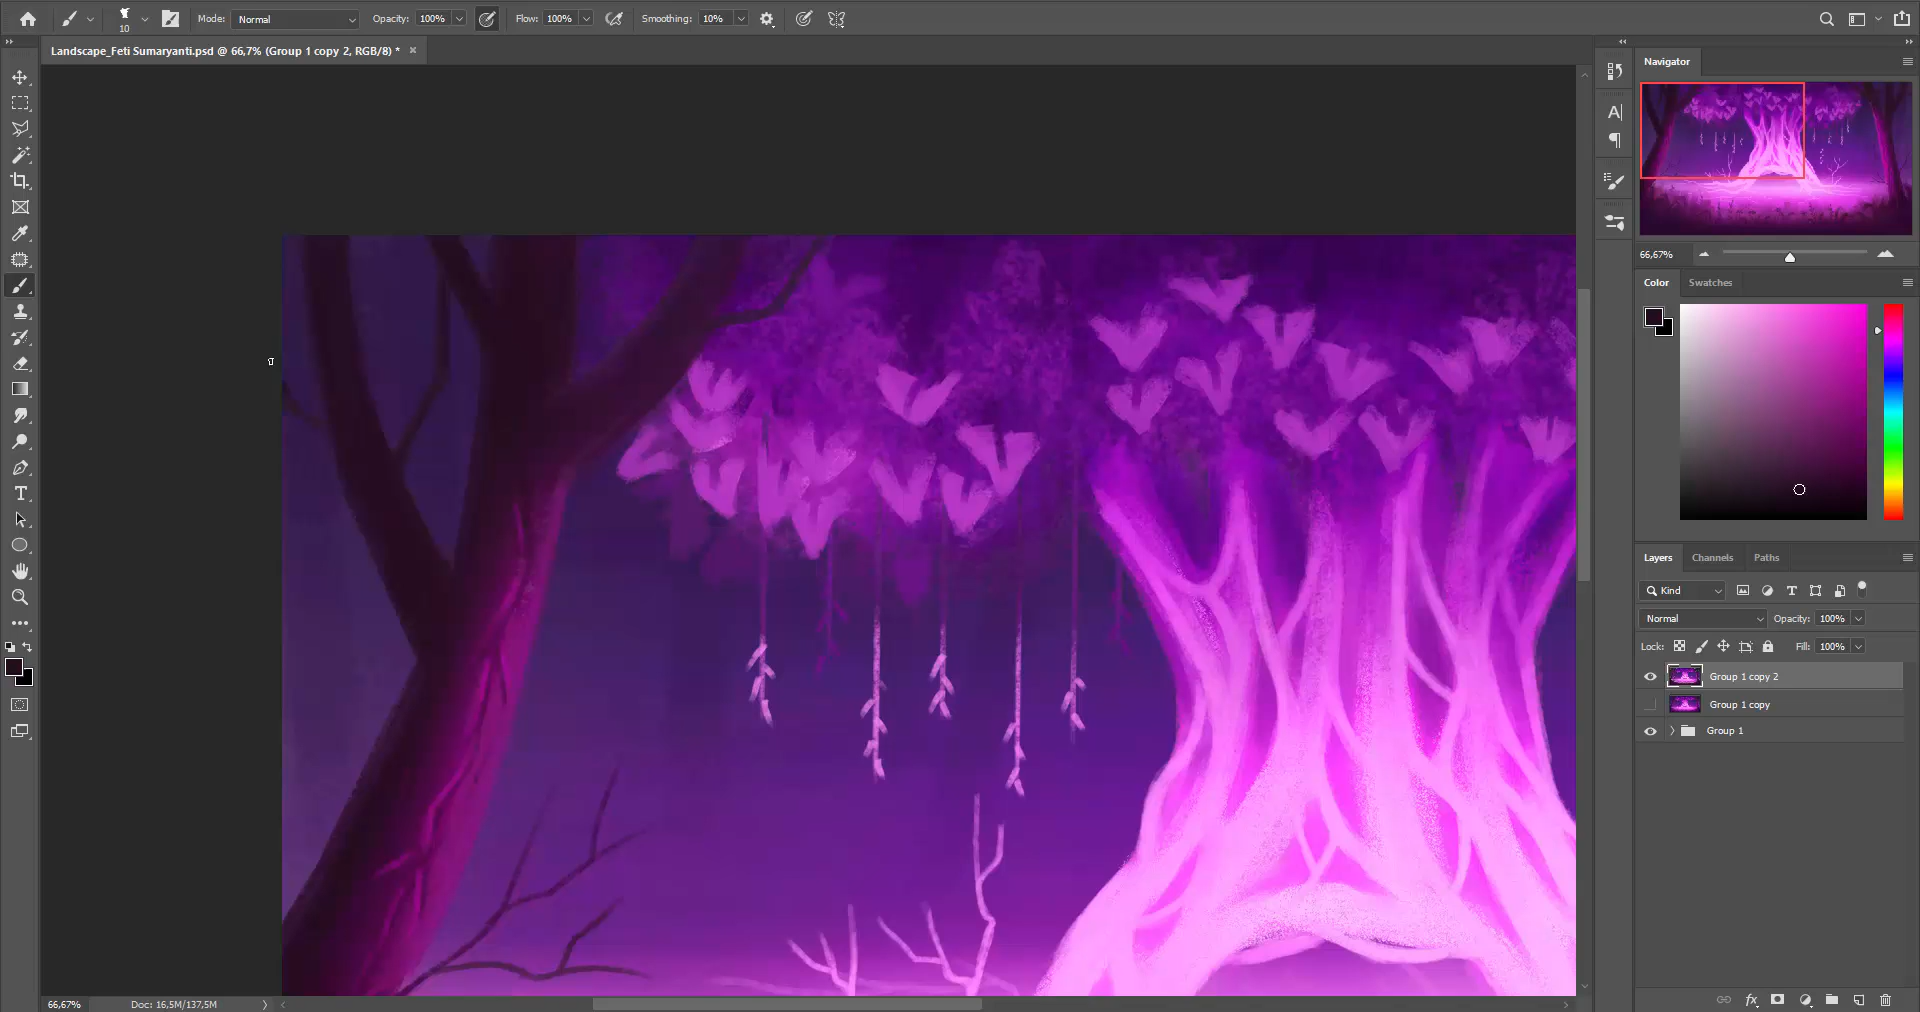 10 Mode: Normal Opacity: 100% Flow: 100% Smoothing: 10%
Landscape_Feti Sumaryanti.psd @ 66,7% (Group 1 copy 2, RGB/8) *
Navigator
66,67%
Color Swatches
Layers Channels Paths
Kind
Normal Opacity: 100%
Lock: Fill: 100%
Group 1 copy 2
Group 1 copy
Group 1
66,67% Doc: 16,5M/137,5M